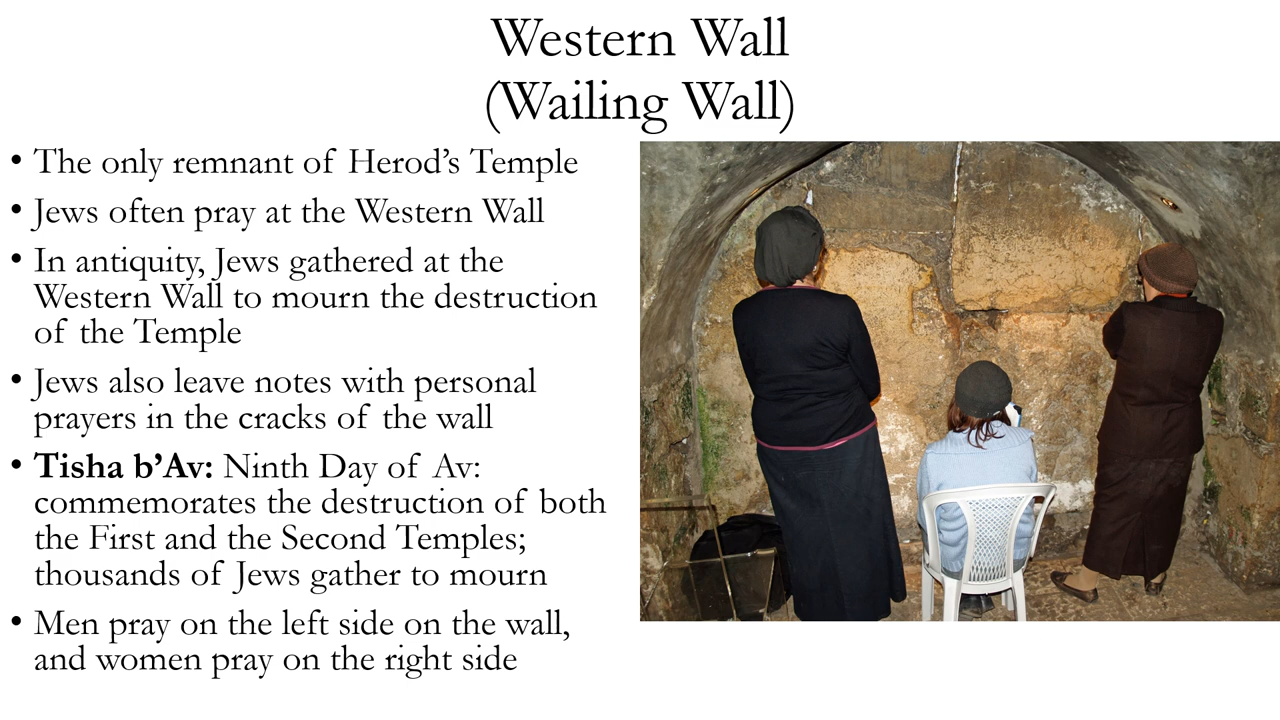 Western Wall
(Wailing Wall)
• The only remnant of Herod’s Temple
• Jews often pray at the Western Wall
• In antiquity, Jews gathered at the
Western Wall to mourn the destruction
of the Temple
• Jews also leave notes with personal
prayers in the cracks of the wall
• Tisha b’Av: Ninth Day of Av:
commemorates the destruction of both
the First and the Second Temples;
thousands of Jews gather to mourn
• Men pray on the left side on the wall,
and women pray on the right side